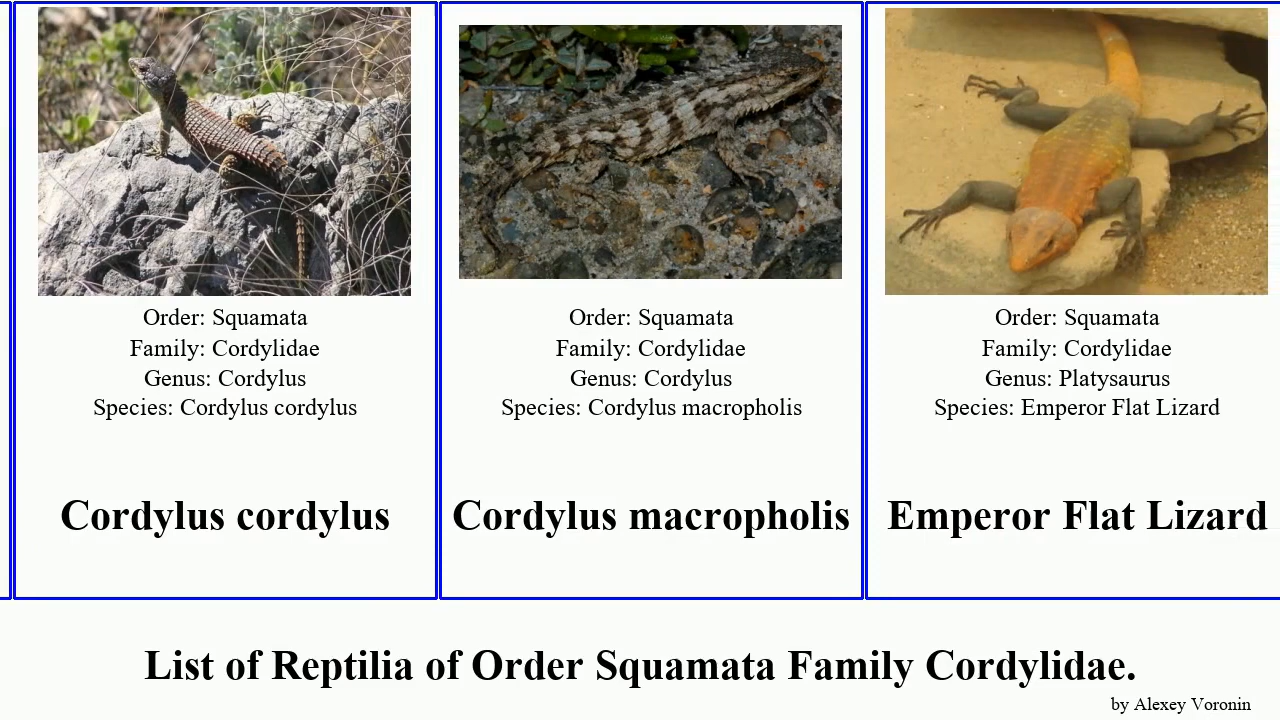 Order: Squamata
Family: Cordylidae
Genus: Cordylus
Species: Cordylus cordylus
Cordylus cordylus
Order: Squamata
Family: Cordylidae
Genus: Cordylus
Species: Cordylus macropholis
Cordylus macropholis
Order: Squamata
Family: Cordylidae
Genus: Platysaurus
Species: Emperor Flat Lizard
Emperor Flat Lizard
List of Reptilia of Order Squamata Family Cordylidae.
by Alexey Voronin